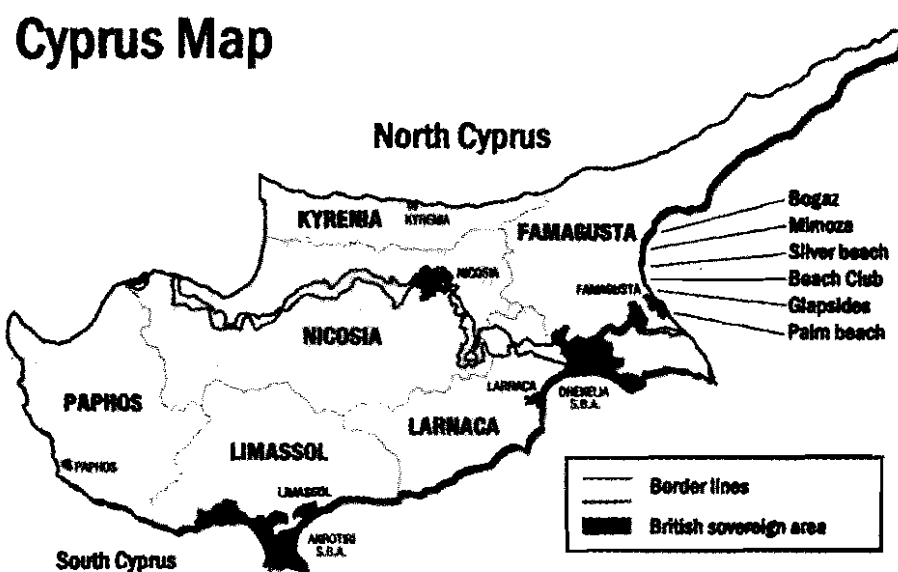 Cyprus Map
North Cyprus
KYRENIA
KYRENIA
FAMAGUSTA
Bogaz
Mimoza
Silver beach
Beach Club
Glapsides
Palm beach
NICOSIA
FAMAGUSTA
NICOSIA
PAPHOS
PAPHOS
LIMASSOL
LARNACA
LARNACA
DHEKELIA
S.B.A.
LIMASSOL
AKROTIRI
S.B.A.
South Cyprus
Border lines
British sovereign area